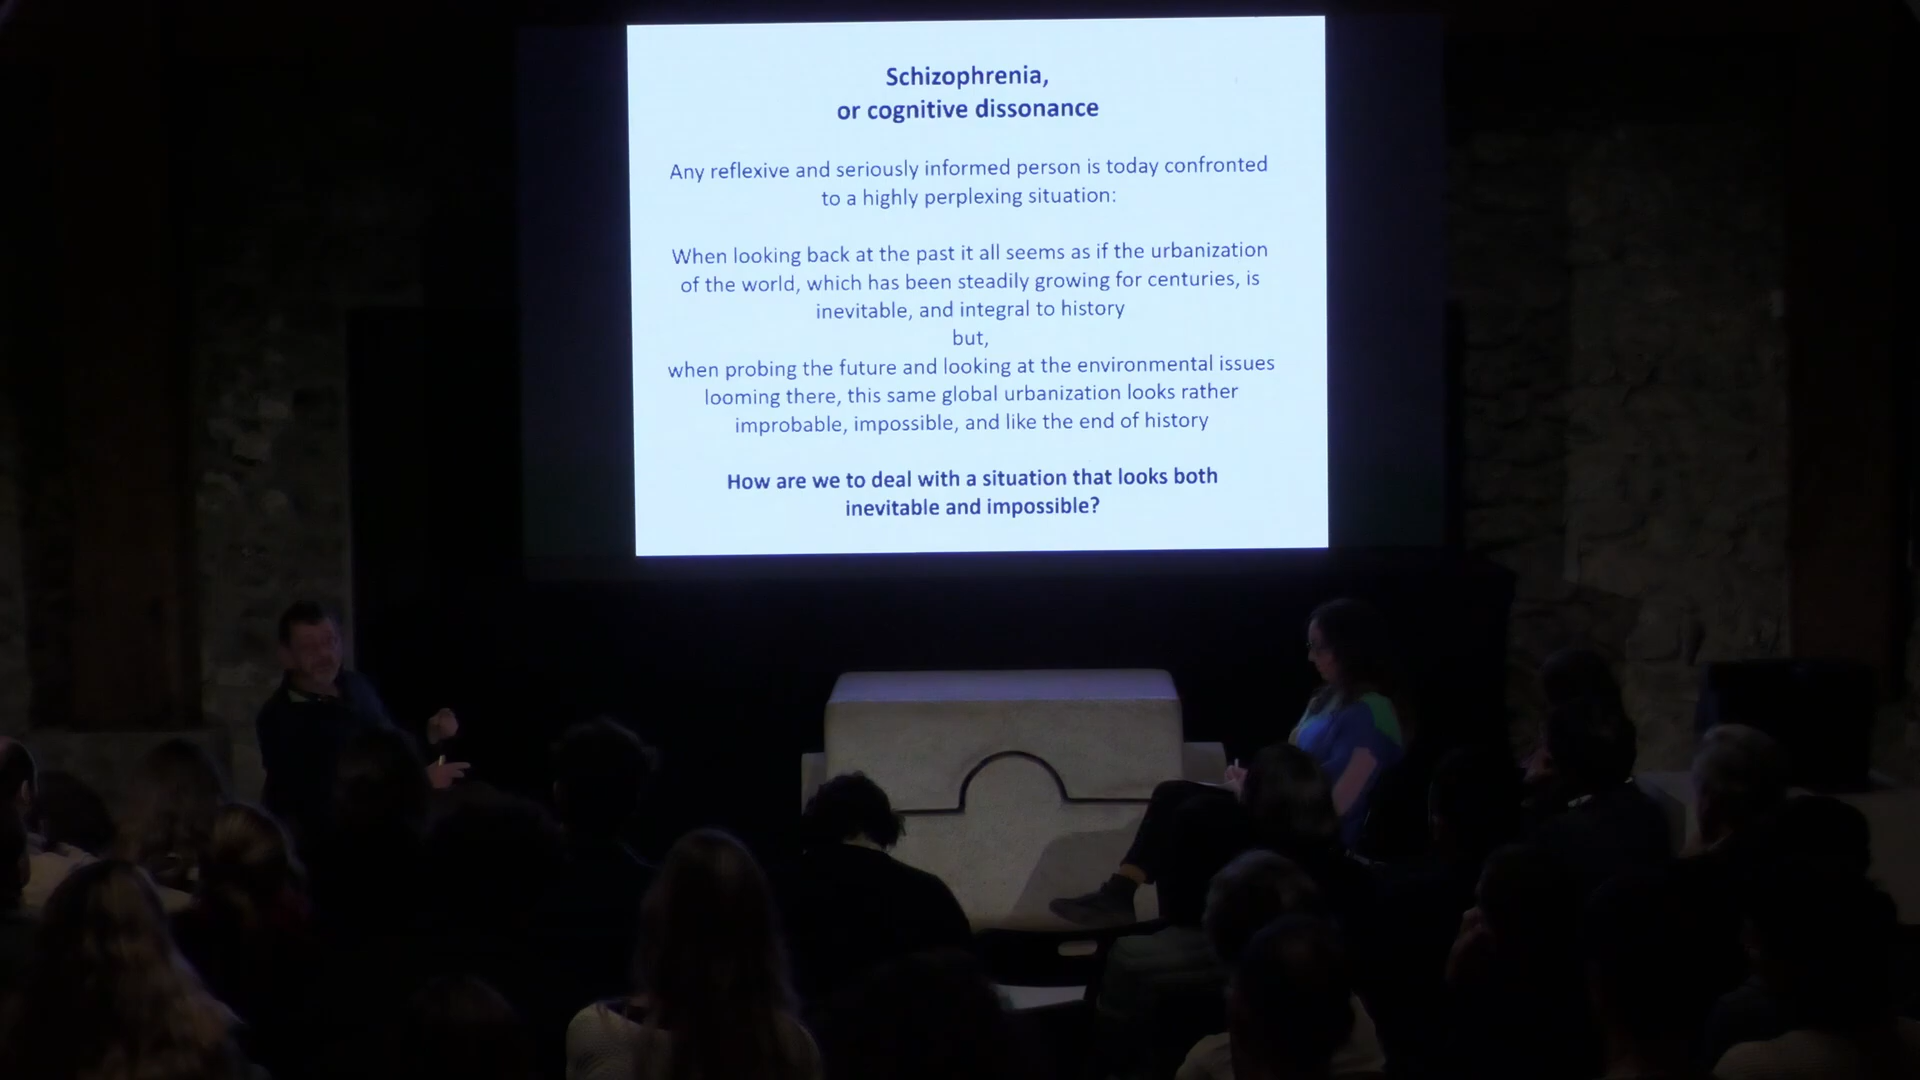 Schizophrenia,
or cognitive dissonance
Any reflexive and seriously informed person is today confronted
to a highly perplexing situation:
When looking back at the past it all seems as if the urbanization
of the world, which has been steadily growing for centuries, is
inevitable, and integral to history
but,
when probing the future and looking at the environmental issues
looming there, this same global urbanization looks rather
improbable, impossible, and like the end of history
How are we to deal with a situation that looks both
inevitable and impossible?